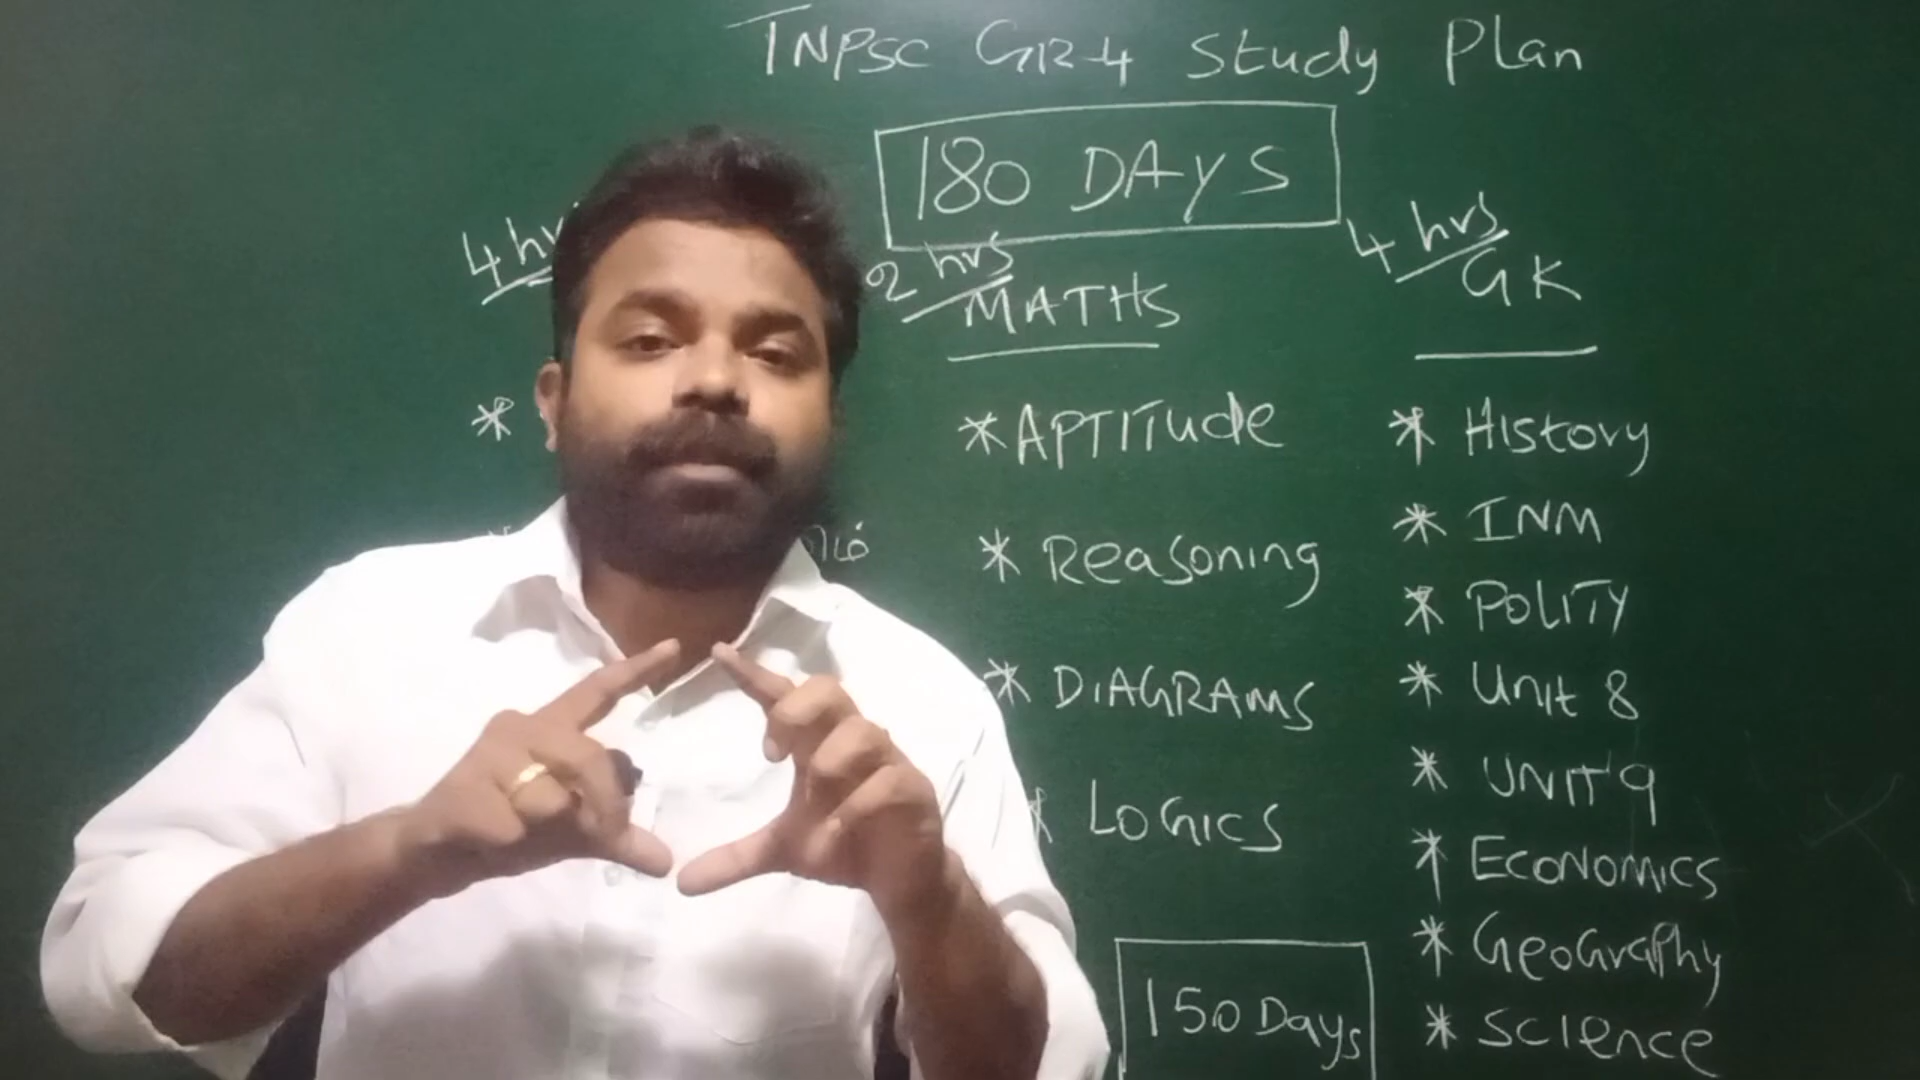 TNPSC GR-4 Study Plan
180 DAYS
4 hr
2 hrs
MATHS
* APTITude
* Reasoning
* DIAGRAMS
* LOGICS
150 Days
4 hrs
GK
* History
* INM
* POLITY
* Unit 8
* UNIT 9
* ECONOMICS
* GeoGraphy
* Science